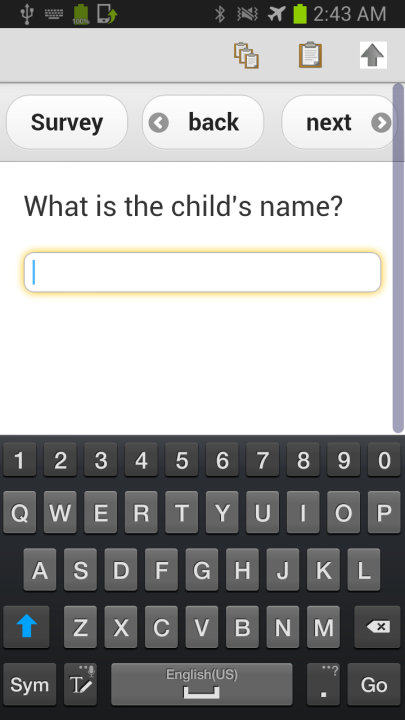 100%
2:43 AM
Survey back next
What is the child's name?
1 2 3 4 5 6 7 8 9 0
Q W E R T Y U I O P
A S D F G H J K L
Z X C V B N M
Sym T English(US) . ...? Go